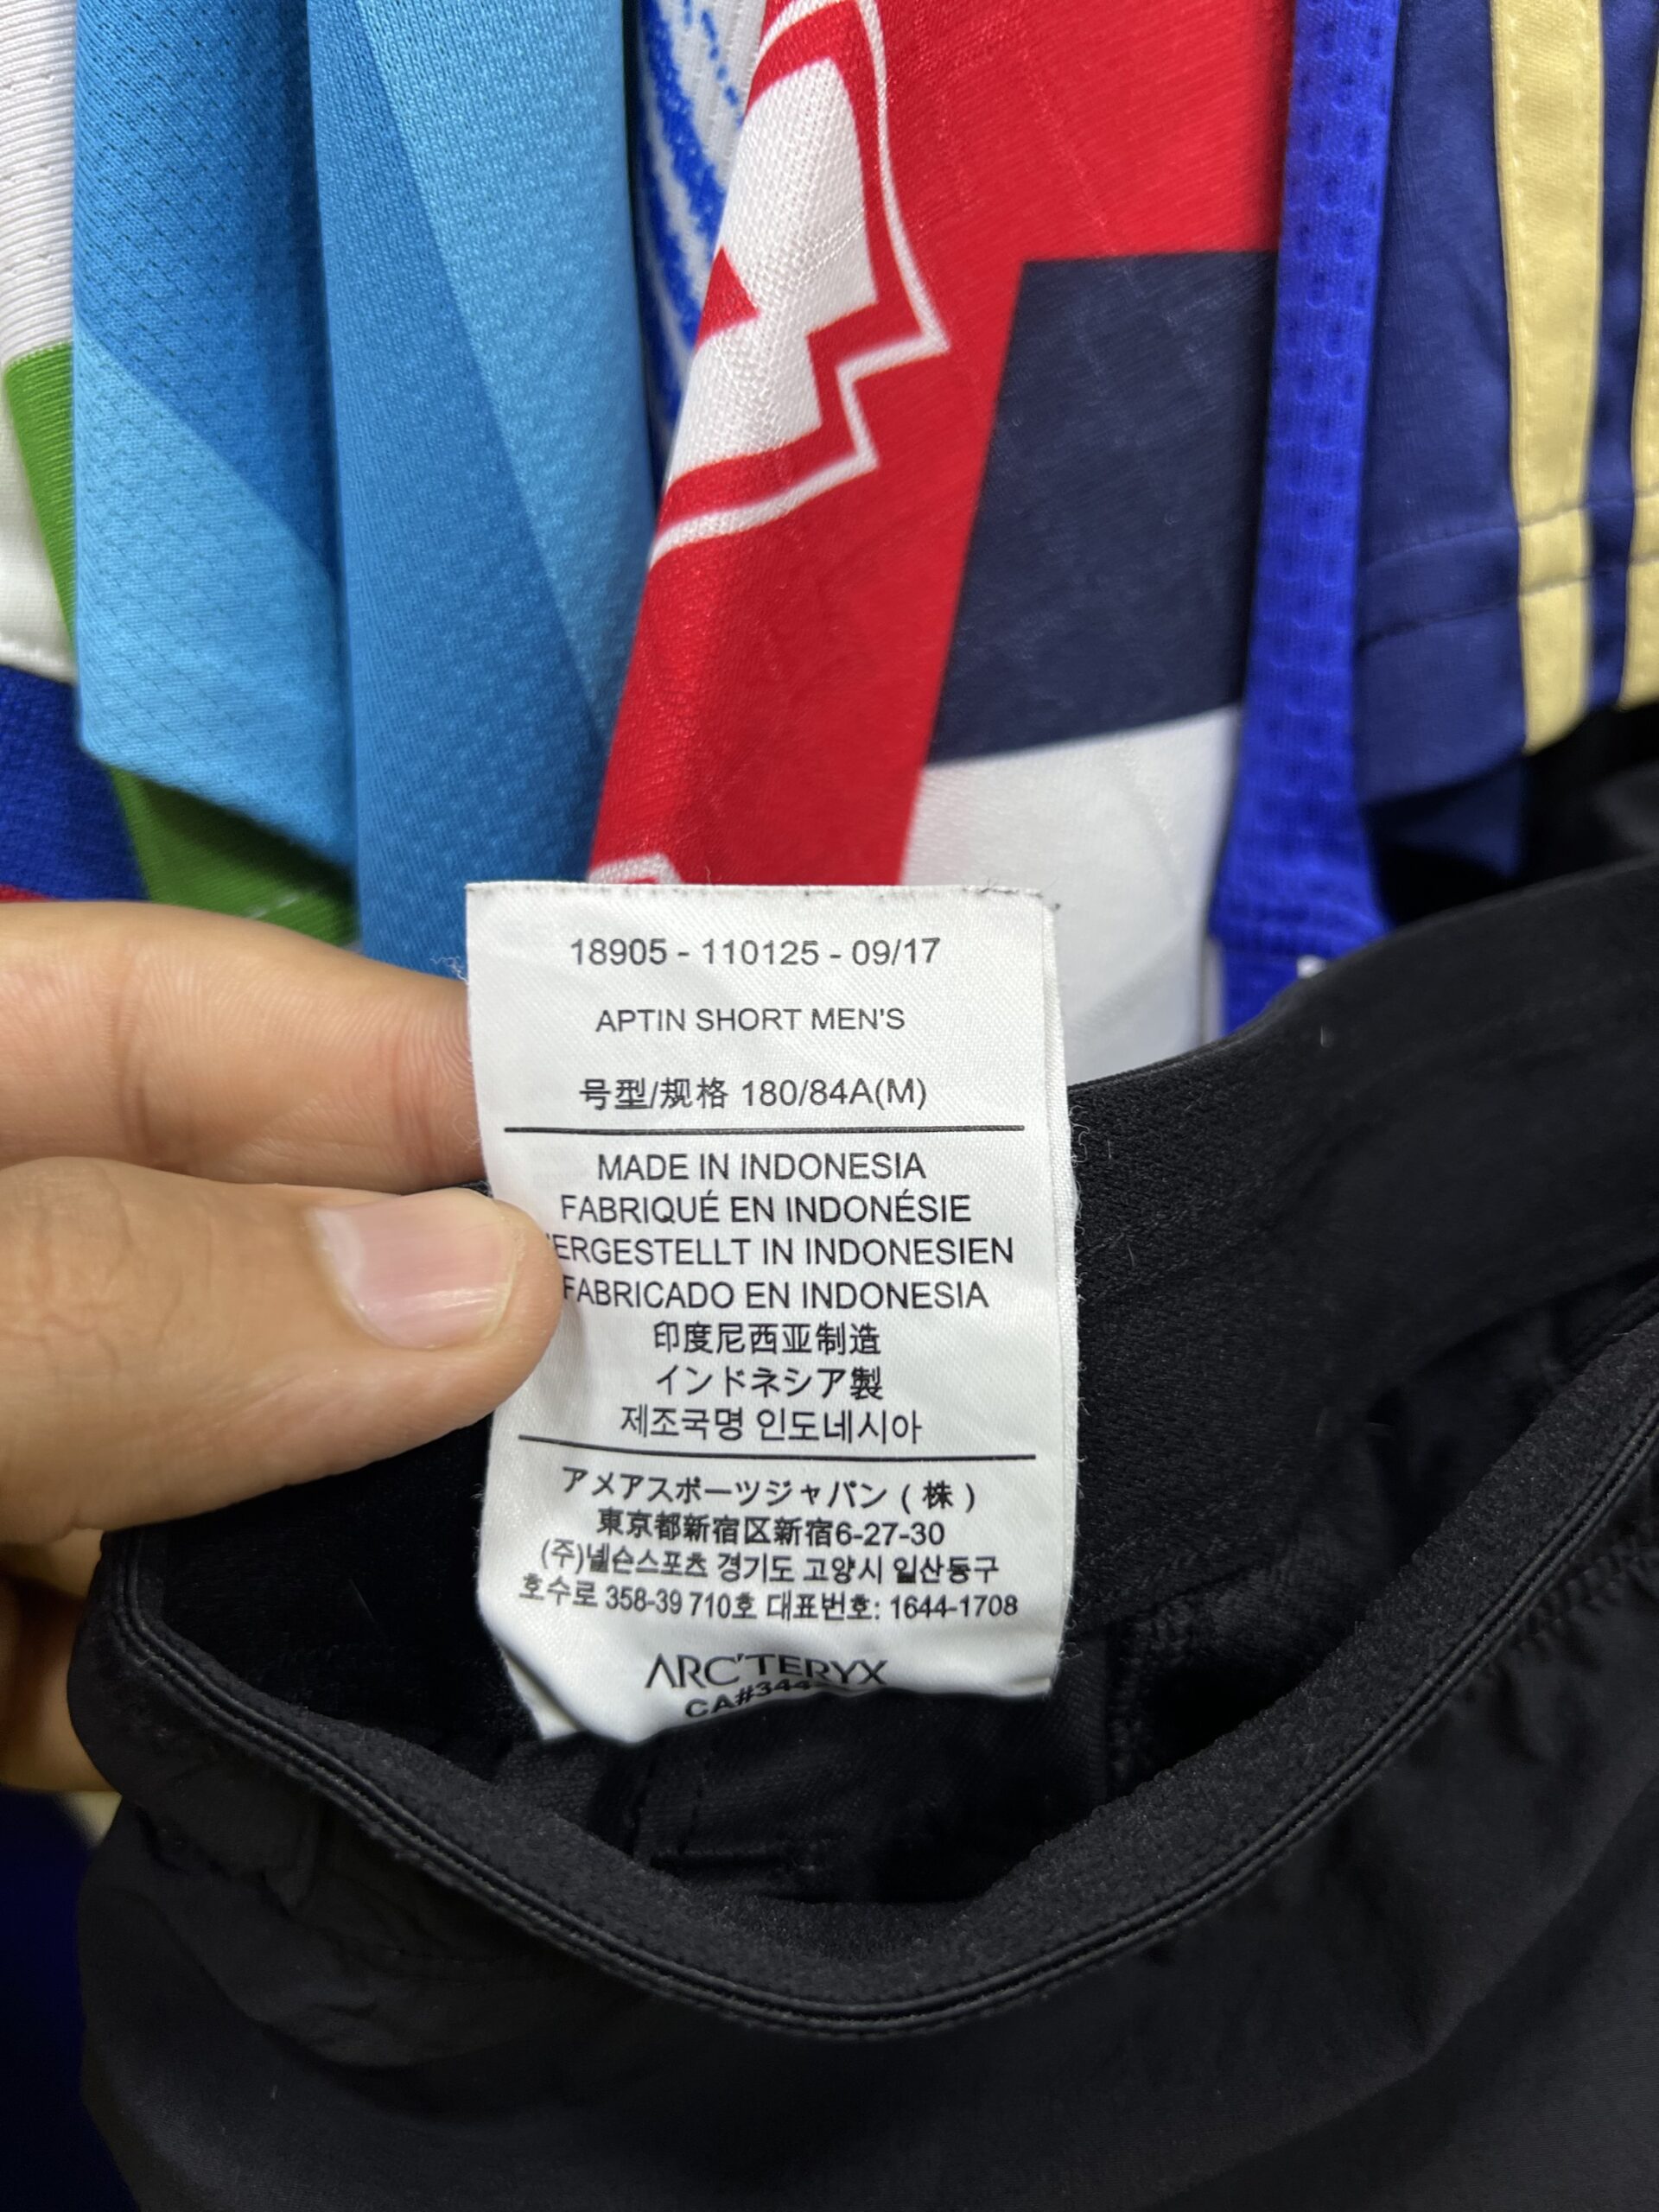 18905 - 110125 - 09/17
APTIN SHORT MEN'S
号型/规格 180/84A(M)
MADE IN INDONESIA
FABRIQUÉ EN INDONÉSIE
ERGESTELLT IN INDONESIEN
FABRICADO EN INDONESIA
印度尼西亚制造
インドネシア製
제조국명 인도네시아
アメアスポーツジャパン ( 株 )
東京都新宿区新宿6-27-30
(주)넬슨스포츠 경기도 고양시 일산동구
호수로 358-39 710호 대표번호: 1644-1708
ARC'TERYX
CA#344